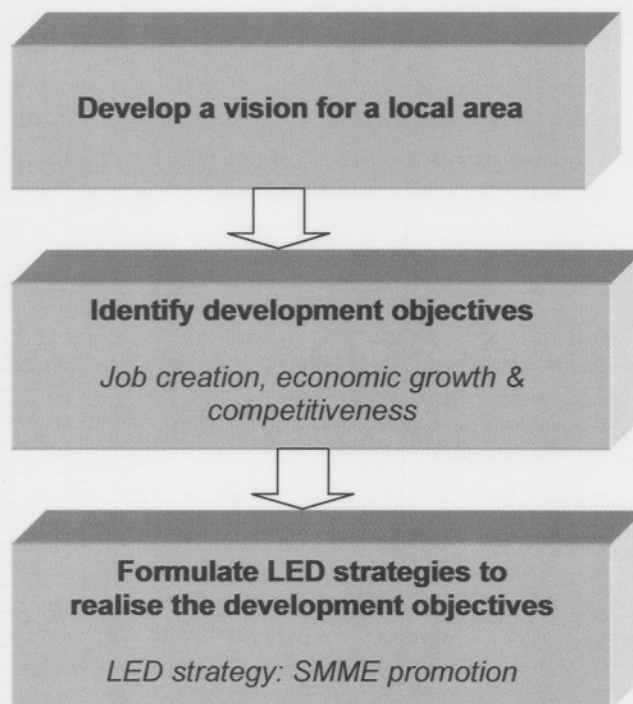 Develop a vision for a local area
Identify development objectives
Job creation, economic growth &
competitiveness
Formulate LED strategies to
realise the development objectives
LED strategy: SMME promotion